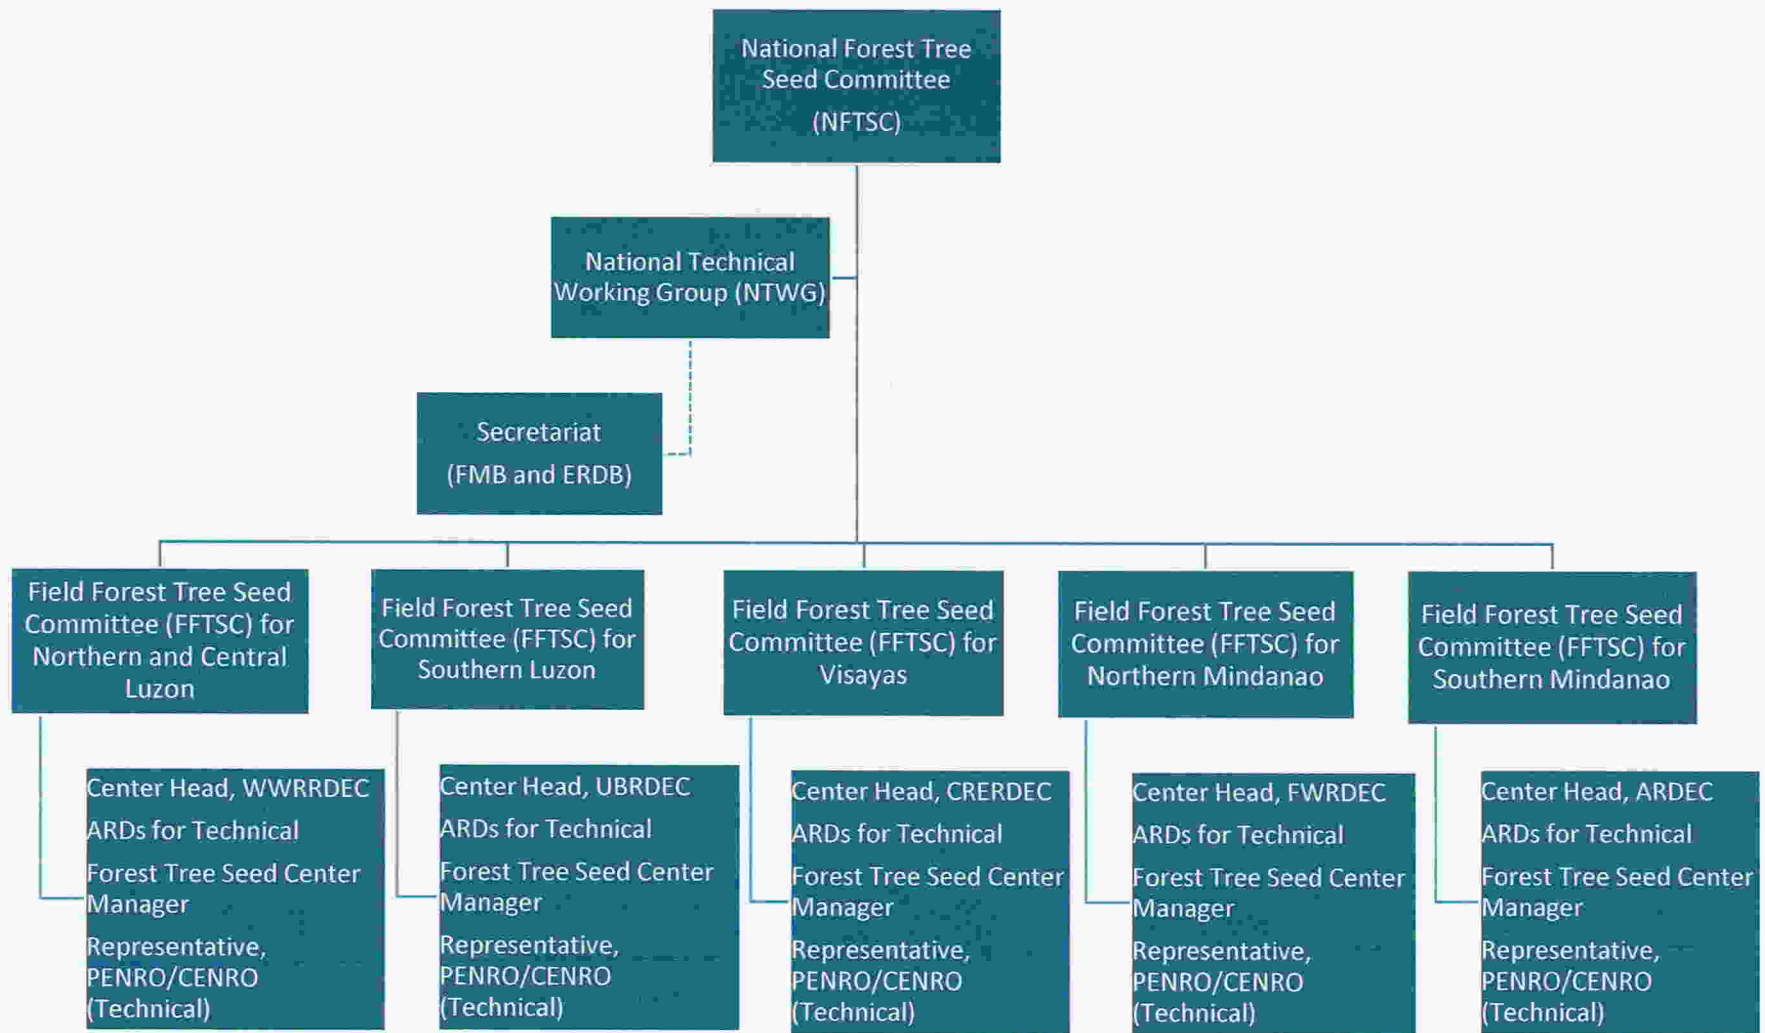 National Forest Tree
Seed Committee
(NFTSC)
National Technical
Working Group (NTWG)
Secretariat
(FMB and ERDB)
Field Forest Tree Seed
Committee (FFTSC) for
Northern and Central
Luzon
Field Forest Tree Seed
Committee (FFTSC) for
Southern Luzon
Field Forest Tree Seed
Committee (FFTSC) for
Visayas
Field Forest Tree Seed
Committee (FFTSC) for
Northern Mindanao
Field Forest Tree Seed
Committee (FFTSC) for
Southern Mindanao
Center Head, WWRRDEC
ARDs for Technical
Forest Tree Seed Center
Manager
Representative,
PENRO/CENRO
(Technical)
Center Head, UBRDEC
ARDs for Technical
Forest Tree Seed Center
Manager
Representative,
PENRO/CENRO
(Technical)
Center Head, CRERDEC
ARDs for Technical
Forest Tree Seed Center
Manager
Representative,
PENRO/CENRO
(Technical)
Center Head, FWRDEC
ARDs for Technical
Forest Tree Seed Center
Manager
Representative,
PENRO/CENRO
(Technical)
Center Head, ARDEC
ARDs for Technical
Forest Tree Seed Center
Manager
Representative,
PENRO/CENRO
(Technical)